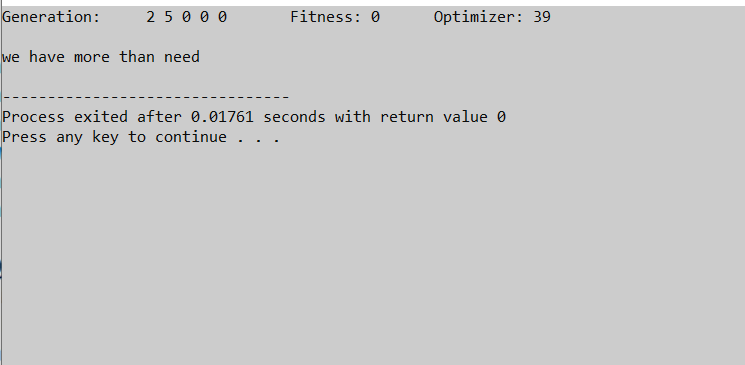 Generation:     2 5 0 0 0       Fitness: 0      Optimizer: 39
we have more than need
--------------------------------
Process exited after 0.01761 seconds with return value 0
Press any key to continue . . .